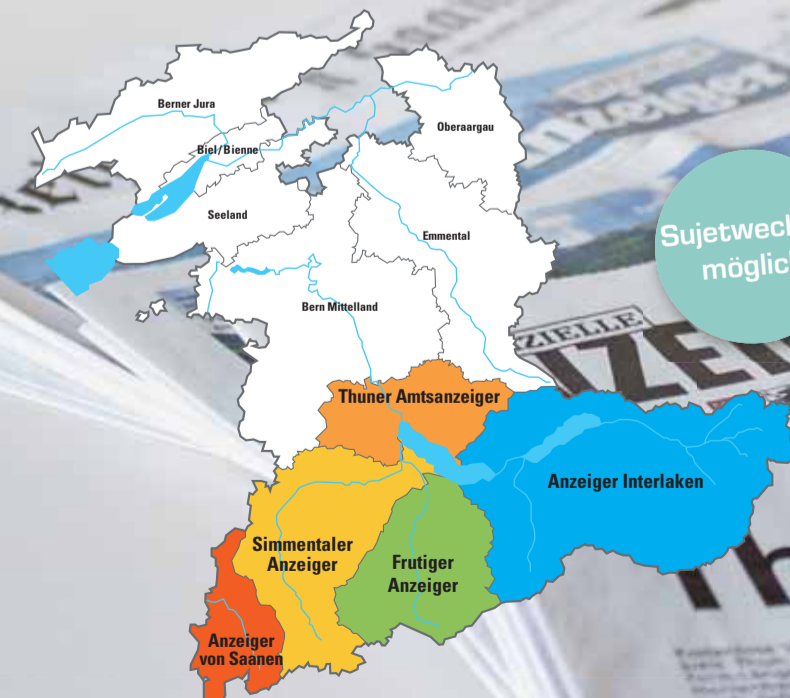 Berner Jura
Oberaargau
Biel/Bienne
Seeland
Emmental
Bern Mittelland
möglic
ZIELLE
Thuner Amtsanzeiger
Anzeiger Interlaken
Simmentaler
Anzeiger
Frutiger
Anzeiger
Anzeiger
von Saanen